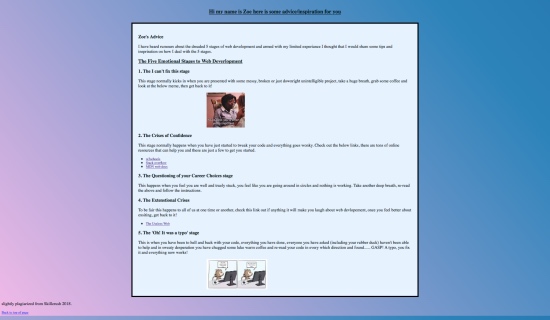 Hi my name is Zoe here is some advice/inspiration for you
Zoe's Advice
I have heard rumours about the dreaded 5 stages of web development and armed with my limited experience I thought that I would share some tips and
inspiration on how I deal with the 5 stages.
The Five Emotional Stages to Web Development
1. The I can't fix this stage
This stage normally kicks in when you are presented with some messy, broken or just downright unintelligible project, take a huge breath, grab some coffee and
look at the below meme, then get back to it!
2. The Crises of Confidence
This stage normally happens when you have just started to tweak your code and everything goes wonky. Check out the below links, there are tons of online
resources that can help you and these are just a few to get you started.
3. The Questioning of your Career Choices stage
This happens when you feel you are well and truely stuck, you feel like you are going around in circles and nothing is working. Take another deep breath, re read
the above and follow the instructions.
4. The Existential Crises
To be fair this happens to all of us at one time or another, check this link out if anything it will make you laugh about web development, once you feel better about
existing, get back to it!
5. The 'Oh! It was a typo' stage
This is when you have been to hell and back with your code, everything you have done, everyone you have asked (including your rubber duck) haven't been able
to help and in sweaty desperation you have chugged some luke warm coffee and re-read your code in every which direction and found..... GASP! A typo, you fix
it and everything now works!
slightly plagiarised from Skillcrush 2018.
Back to top of page